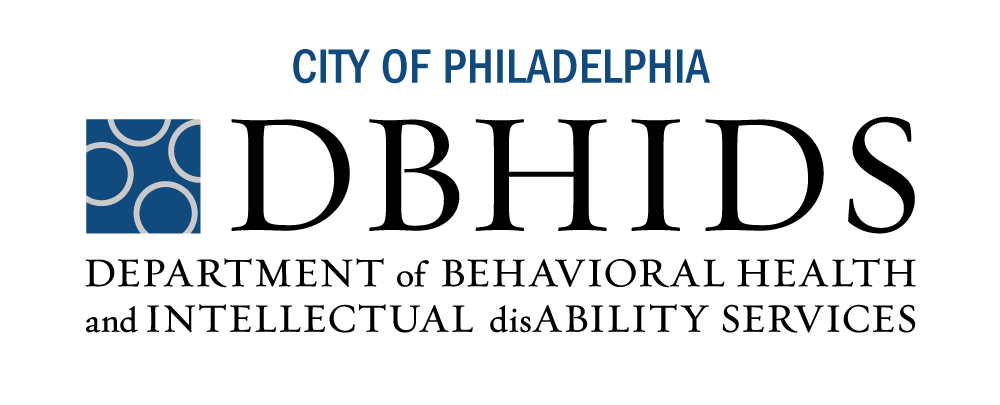 CITY OF PHILADELPHIA
DBHIDS
DEPARTMENT of BEHAVIORAL HEALTH
and INTELLECTUAL disABILITY SERVICES